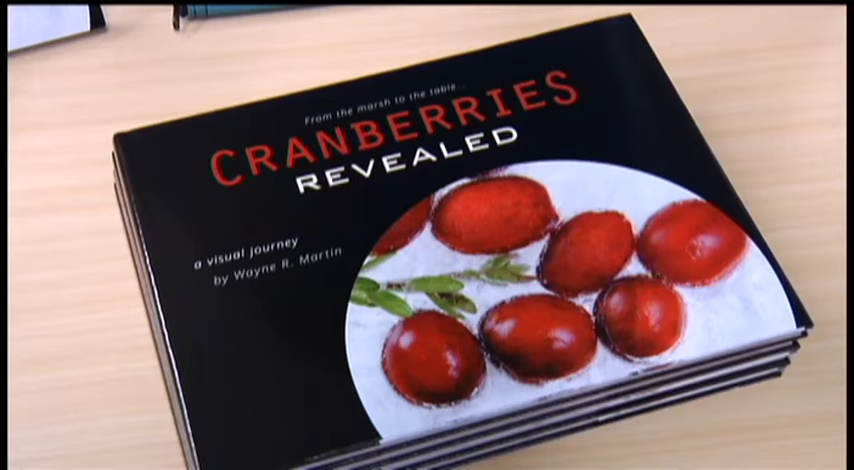 From the marsh to the table...
CRANBERRIES
REVEALED
a visual journey
by Wayne R. Martin